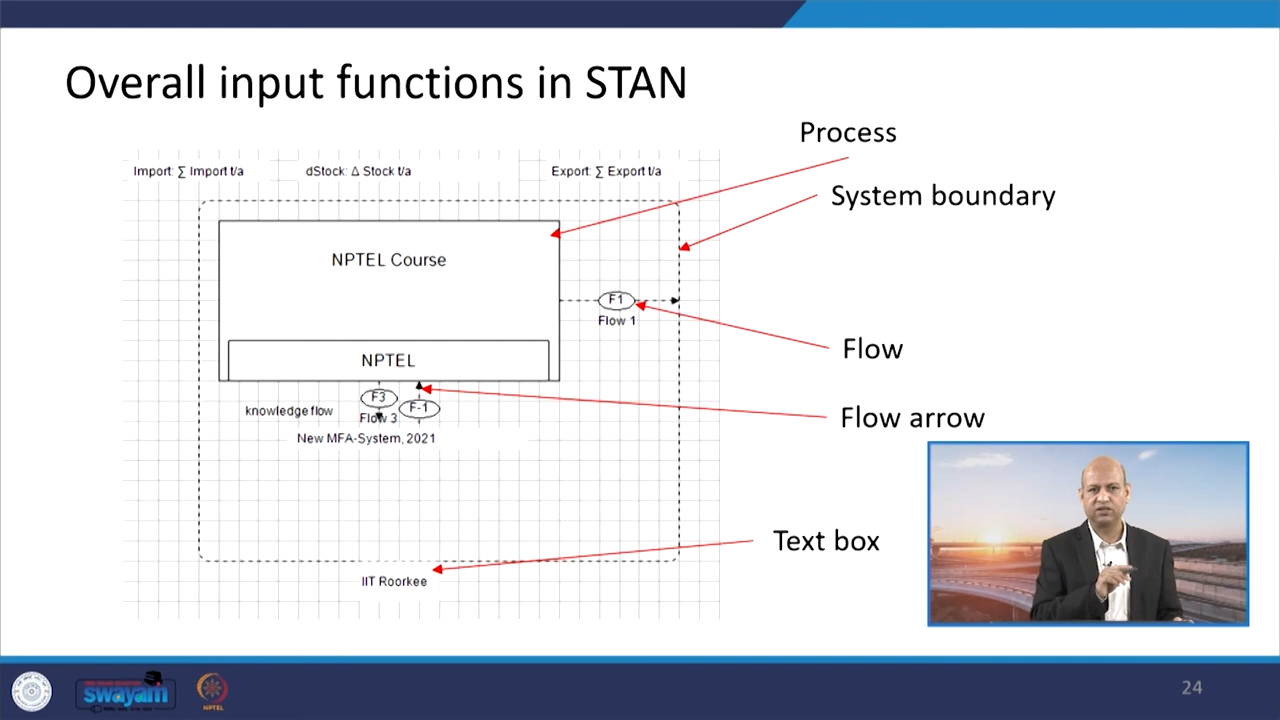 Overall input functions in STAN
Process
Import: ∑ Import t/a
dStock: Δ Stock t/a
Export: ∑ Export t/a
System boundary
NPTEL Course
F1
Flow 1
Flow
NPTEL
F3
F-1
knowledge flow
Flow 3
Flow arrow
New MFA-System, 2021
Text box
IIT Roorkee
swayam
NPTEL
24